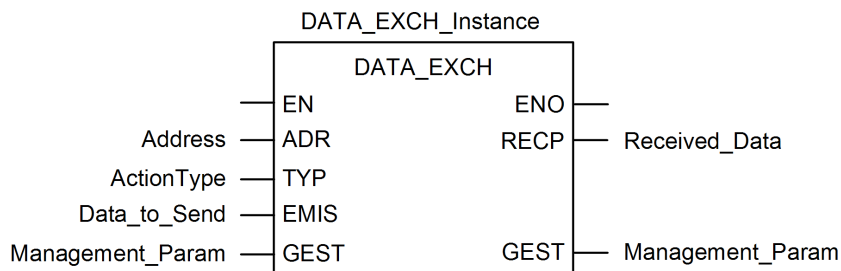 DATA_EXCH_Instance
DATA_EXCH
EN ENO
Address ADR RECP Received_Data
ActionType TYP
Data_to_Send EMIS
Management_Param GEST GEST Management_Param